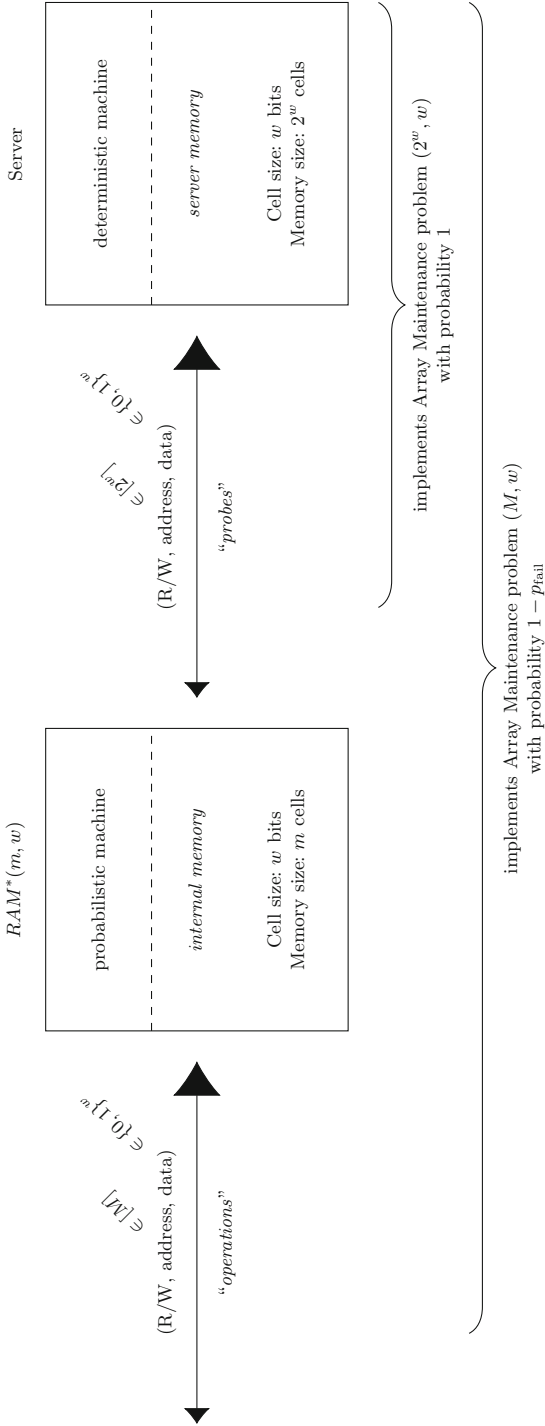 RAM*(m, w)
Server
probabilistic machine
internal memory
Cell size: w bits
Memory size: m cells
deterministic machine
server memory
Cell size: w bits
Memory size: 2^w cells
∈ [M]
∈ {0, 1}^w
(R/W, address, data)
“operations”
∈ [2^w]
∈ {0, 1}^w
(R/W, address, data)
“probes”
implements Array Maintenance problem (2^w, w)
with probability 1
implements Array Maintenance problem (M, w)
with probability 1 − p_fail